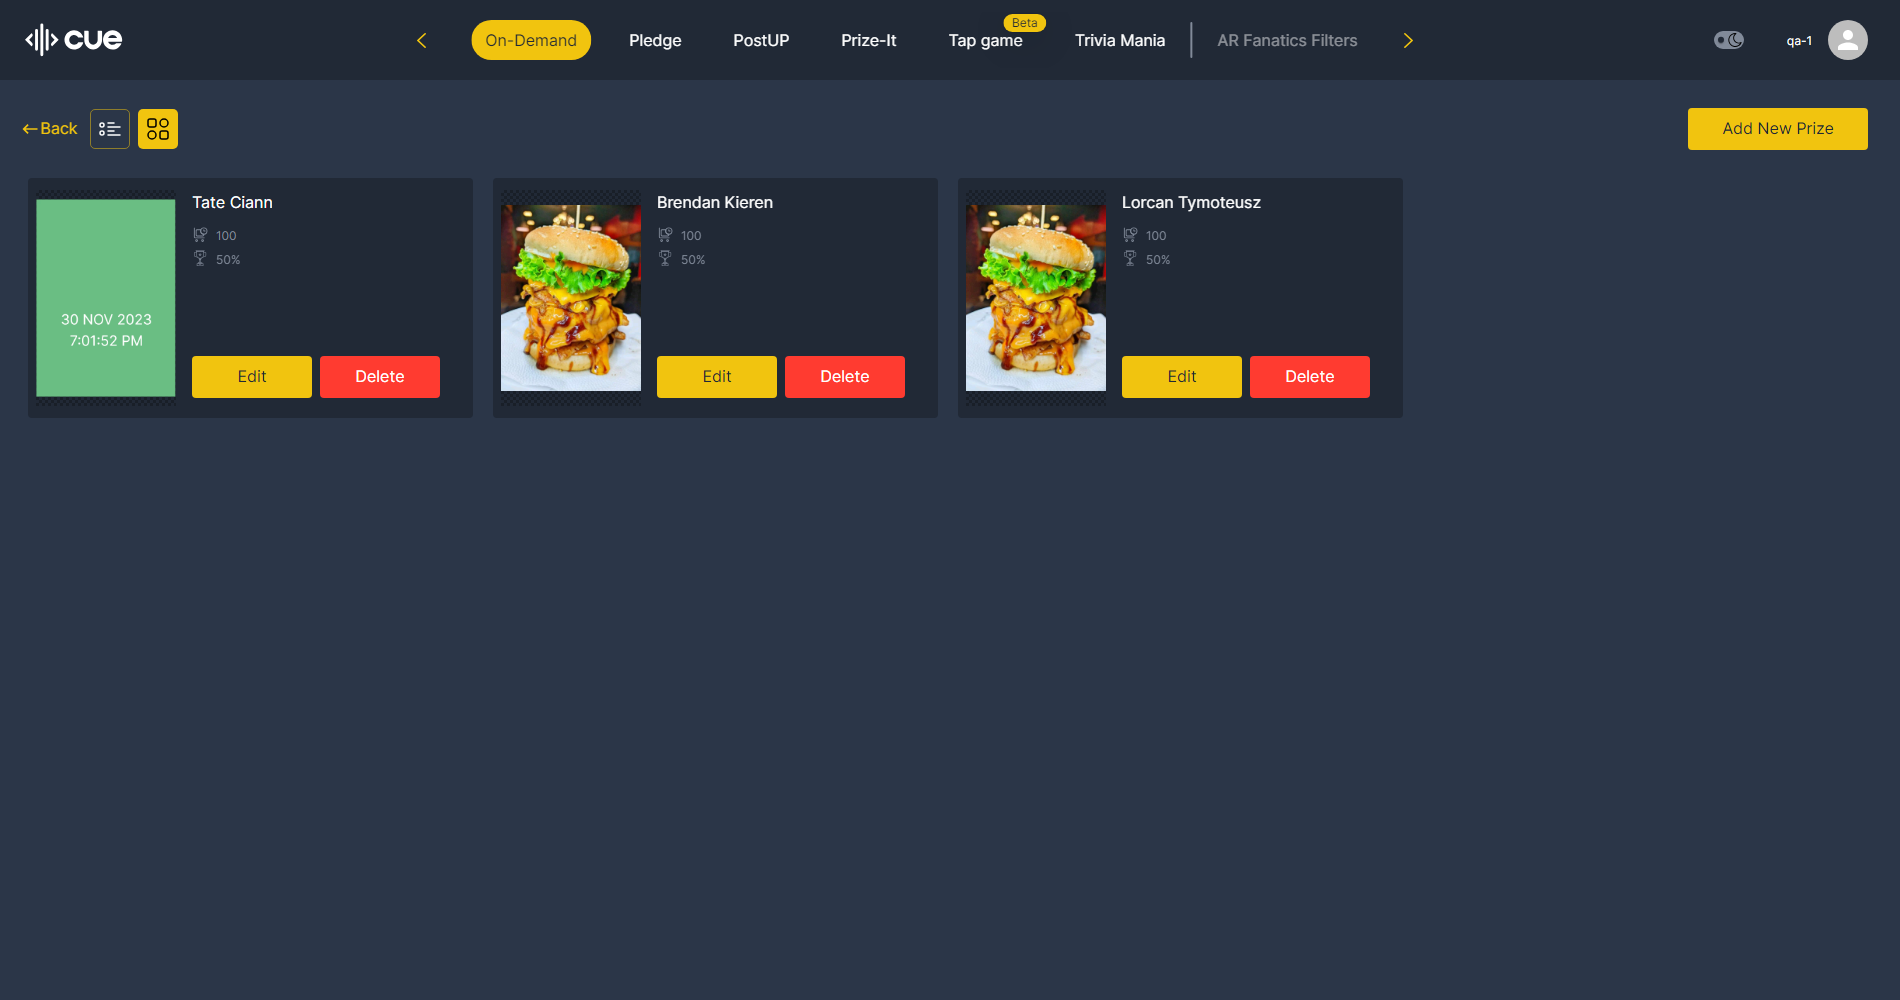 cue
On-Demand
Pledge
PostUP
Prize-It
Beta
Tap game
Trivia Mania
AR Fanatics Filters
qa-1
Back
Add New Prize
Tate Ciann
100
50%
30 NOV 2023
7:01:52 PM
Edit
Delete
Brendan Kieren
100
50%
Edit
Delete
Lorcan Tymoteusz
100
50%
Edit
Delete